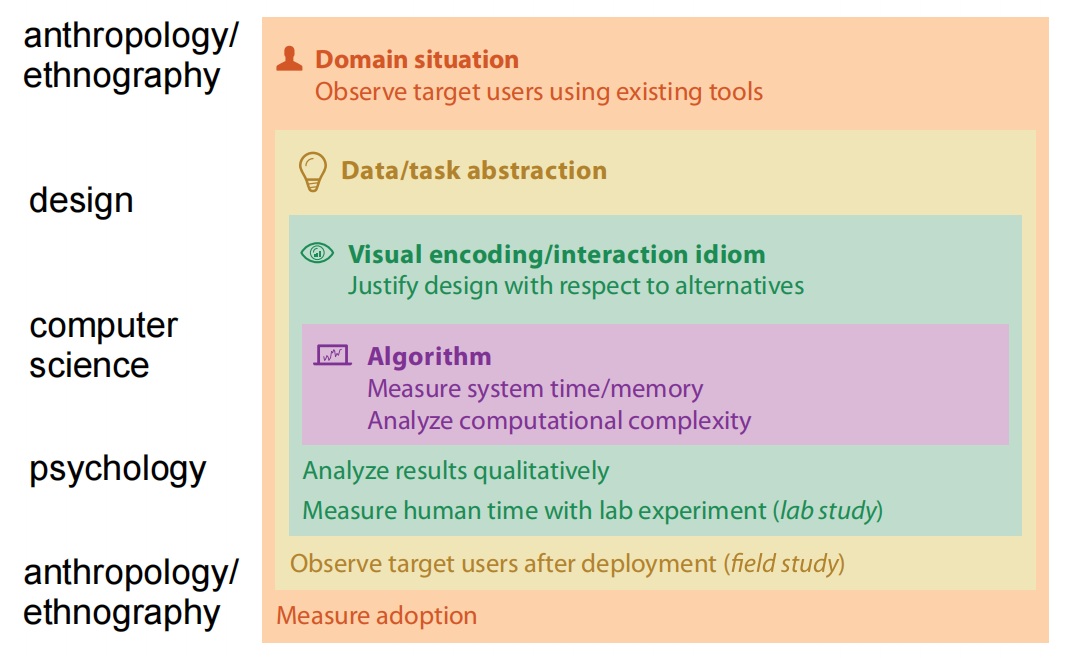 anthropology/
ethnography
Domain situation
Observe target users using existing tools
design
Data/task abstraction
Visual encoding/interaction idiom
Justify design with respect to alternatives
computer
science
Algorithm
Measure system time/memory
Analyze computational complexity
psychology
Analyze results qualitatively
Measure human time with lab experiment (lab study)
anthropology/
ethnography
Observe target users after deployment (field study)
Measure adoption